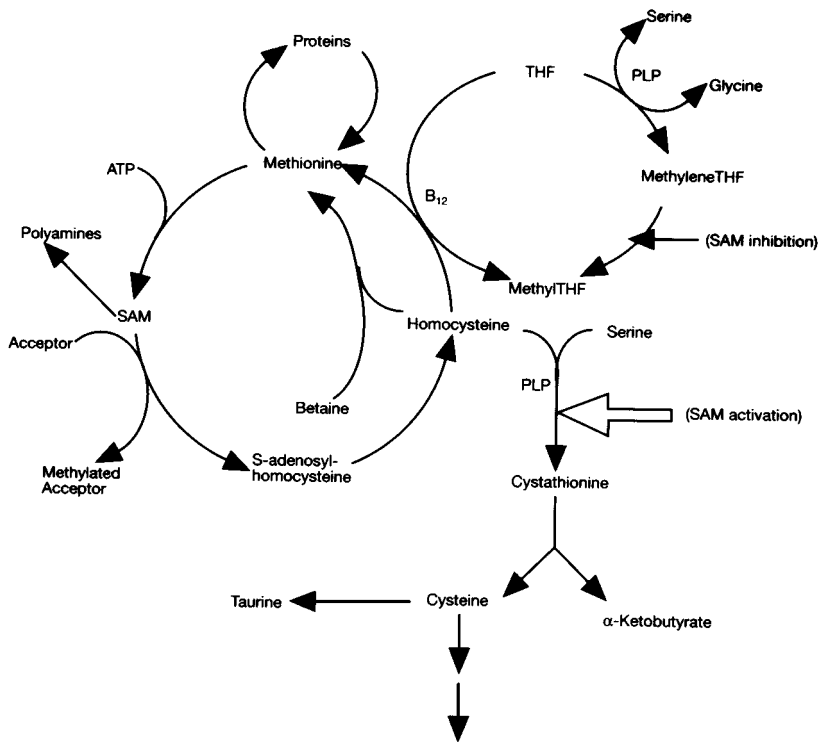 Serine
Proteins
THF
PLP
Glycine
ATP
Methionine
MethyleneTHF
B₁₂
Polyamines
(SAM inhibition)
MethylTHF
SAM
Homocysteine
Serine
Acceptor
PLP
Betaine
(SAM activation)
S-adenosyl-
homocysteine
Methylated
Acceptor
Cystathionine
Taurine
Cysteine
α-Ketobutyrate